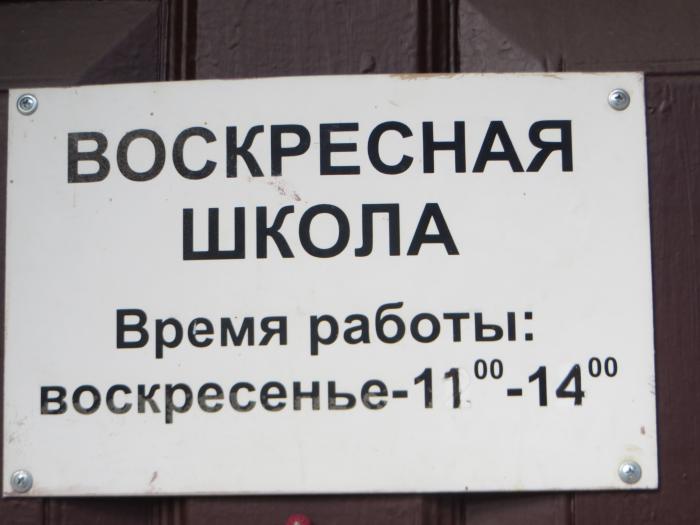 ВОСКРЕСНАЯ
ШКОЛА
Время работы:
воскресенье-11⁰⁰-14⁰⁰